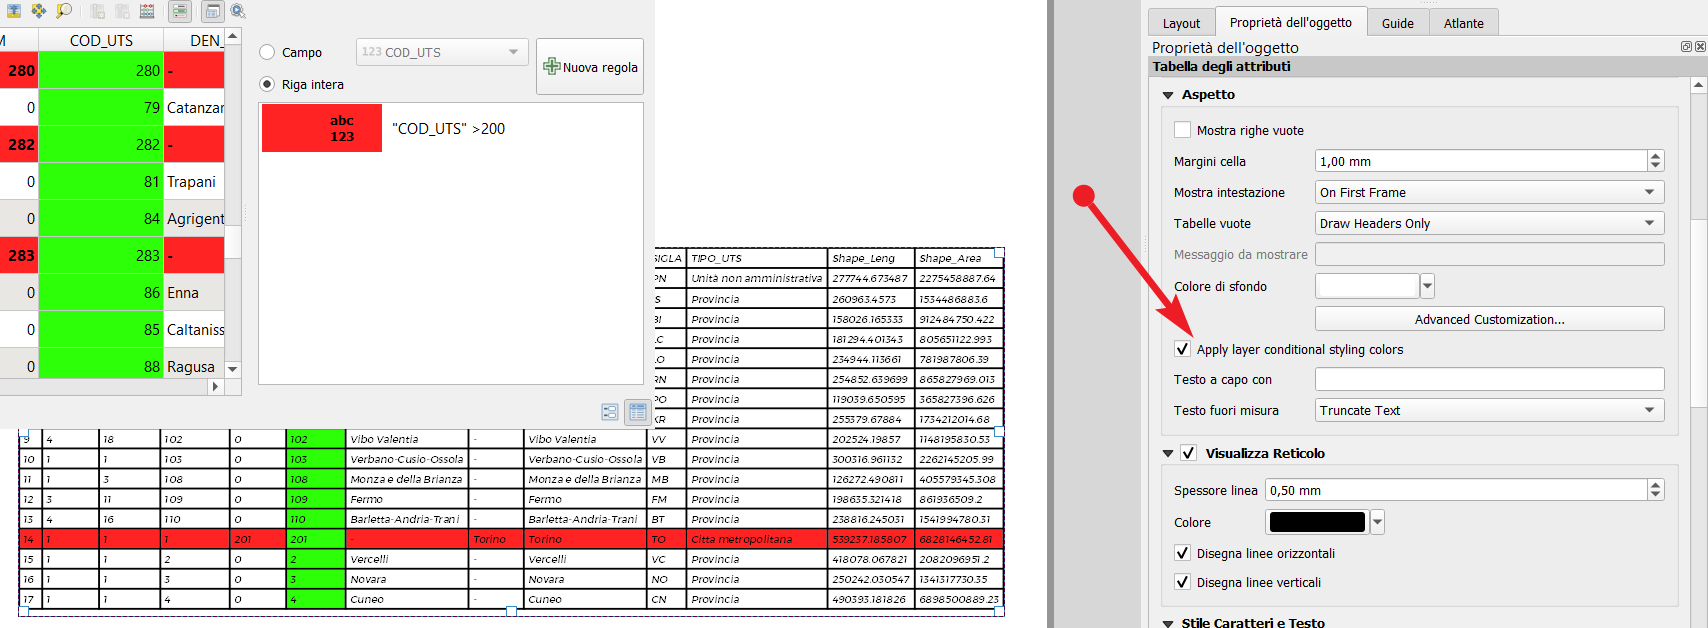 M COD_UTS DEN_
280 280 -
0 79 Catanzar
282 282 -
0 81 Trapani
0 84 Agrigent
283 283 -
0 86 Enna
0 85 Caltaniss
0 88 Ragusa
Campo
123 COD_UTS
Riga intera
Nuova regola
abc
123
"COD_UTS" >200
SIGLA TIPO_UTS Shape_Leng Shape_Area
PN Unità non amministrativa 277744.673487 2275458887.64
IS Provincia 260963.4573 1534486883.6
BI Provincia 158026.165333 912484750.422
LC Provincia 181294.401343 805651122.993
LO Provincia 234944.113661 781987806.39
RN Provincia 254852.639699 865827969.013
PO Provincia 119039.650595 365827396.626
KR Provincia 255379.67884 1734212014.68
9 4 18 102 0 102 Vibo Valentia - Vibo Valentia VV Provincia 202524.19857 1148195830.53
10 1 1 103 0 103 Verbano-Cusio-Ossola - Verbano-Cusio-Ossola VB Provincia 300316.961132 2262145205.99
11 1 3 108 0 108 Monza e della Brianza - Monza e della Brianza MB Provincia 126272.490811 405579345.308
12 3 11 109 0 109 Fermo - Fermo FM Provincia 198635.321418 861936509.2
13 4 16 110 0 110 Barletta-Andria-Trani - Barletta-Andria-Trani BT Provincia 238816.245031 1541994780.31
14 1 1 1 201 201 - Torino Torino TO Citta metropolitana 539237.185807 6828146452.81
15 1 1 2 0 2 Vercelli - Vercelli VC Provincia 418078.067821 2082096951.2
16 1 1 3 0 3 Novara - Novara NO Provincia 250242.030547 1341317730.35
17 1 1 4 0 4 Cuneo - Cuneo CN Provincia 490393.181826 6898500889.23
Layout Proprietà dell'oggetto Guide Atlante
Proprietà dell'oggetto
Tabella degli attributi
Aspetto
Mostra righe vuote
Margini cella 1,00 mm
Mostra intestazione On First Frame
Tabelle vuote Draw Headers Only
Messaggio da mostrare
Colore di sfondo
Advanced Customization...
Apply layer conditional styling colors
Testo a capo con
Testo fuori misura Truncate Text
Visualizza Reticolo
Spessore linea 0,50 mm
Colore
Disegna linee orizzontali
Disegna linee verticali
Stile Caratteri e Testo